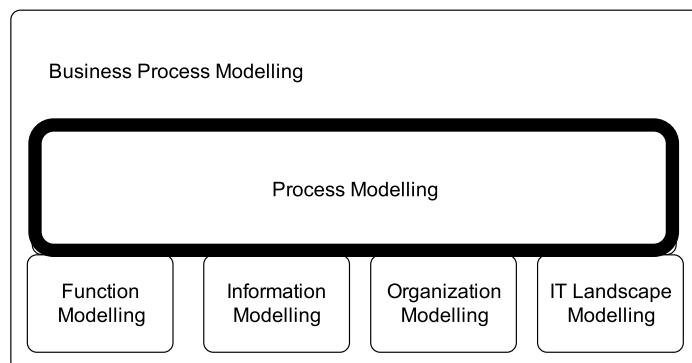 Business Process Modelling
Process Modelling
Function
Modelling
Information
Modelling
Organization
Modelling
IT Landscape
Modelling